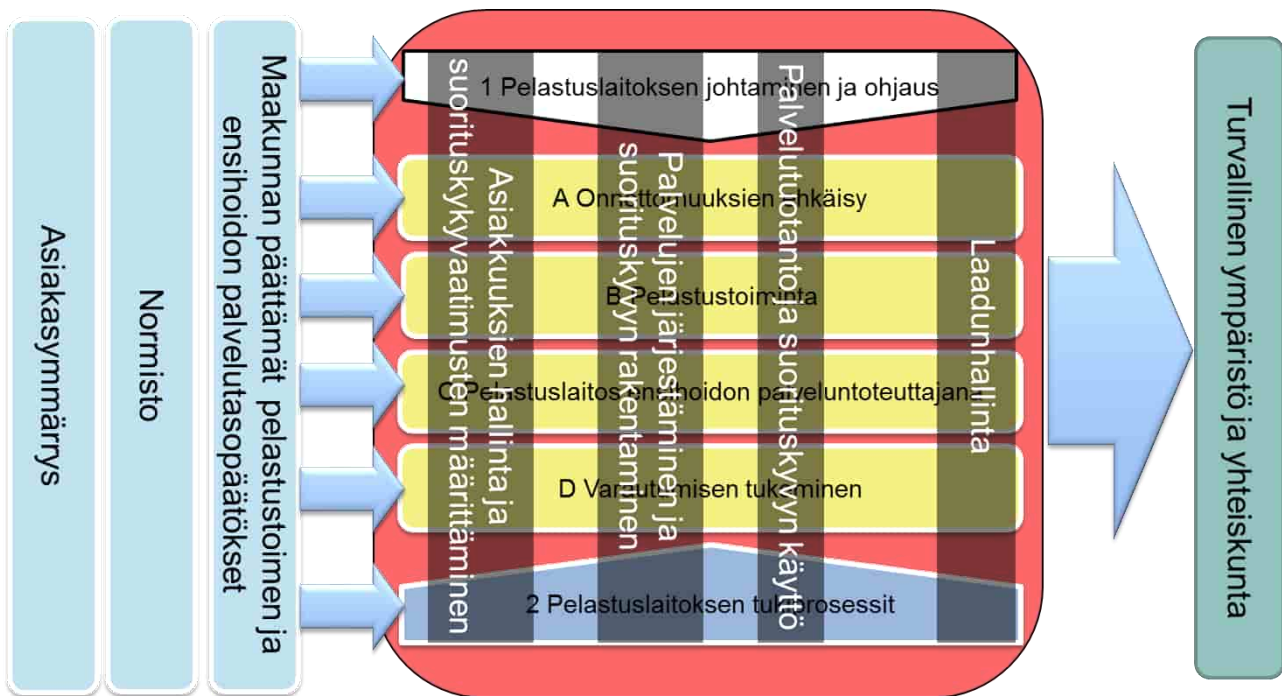 Asiakasymmärrys
Normisto
Maakunnan päättämät pelastustoimen ja
ensihoidon palvelutasopäätökset
1 Pelastuslaitoksen johtaminen ja ohjaus
A Onnettomuuksien ehkäisy
B Pelastustoiminta
C Pelastuslaitos ensihoidon palveluntoteuttajana
D Varautumisen tukeminen
2 Pelastuslaitoksen tukiprosessit
Asiakkuuksien hallinta ja
suorituskykyvaatimusten määrittäminen
Palvelujen järjestäminen ja
suorituskyvyn rakentaminen
Palvelutuotanto ja suorituskyvyn käyttö
Laadunhallinta
Turvallinen ympäristö ja yhteiskunta